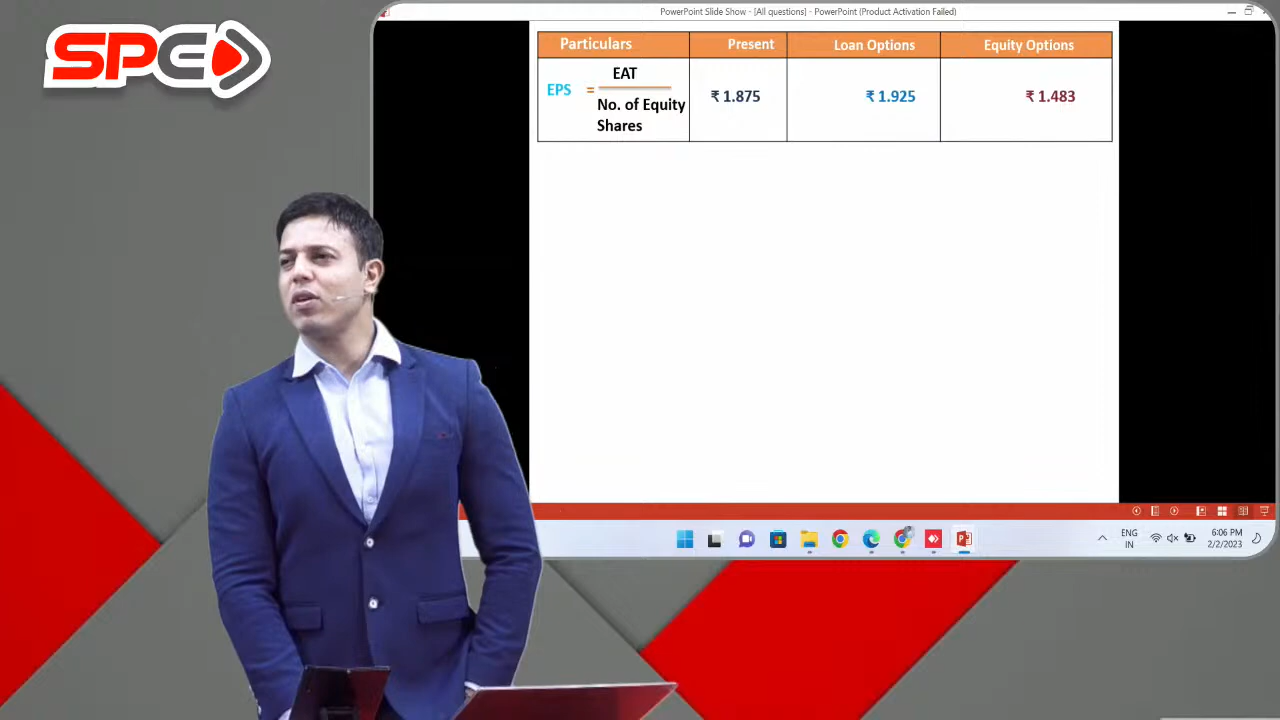 SPED
PowerPoint Slide Show - [All questions] - PowerPoint (Product Activation Failed)
Particulars Present Loan Options Equity Options
EPS = EAT
No. of Equity
Shares
₹ 1.875 ₹ 1.925 ₹ 1.483
ENG
IN
6:06 PM
2/2/2023